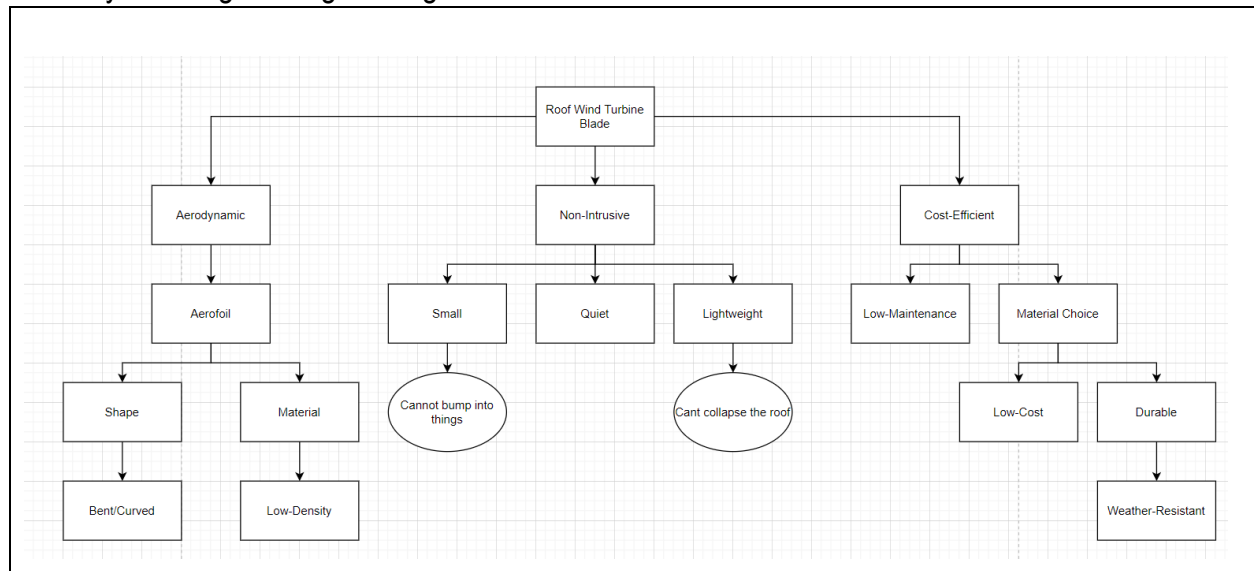 Roof Wind Turbine
Blade
Aerodynamic
Non-Intrusive
Cost-Efficient
Aerofoil
Small
Quiet
Lightweight
Low-Maintenance
Material Choice
Shape
Material
Cannot bump into
things
Cant collapse the roof
Low-Cost
Durable
Bent/Curved
Low-Density
Weather-Resistant